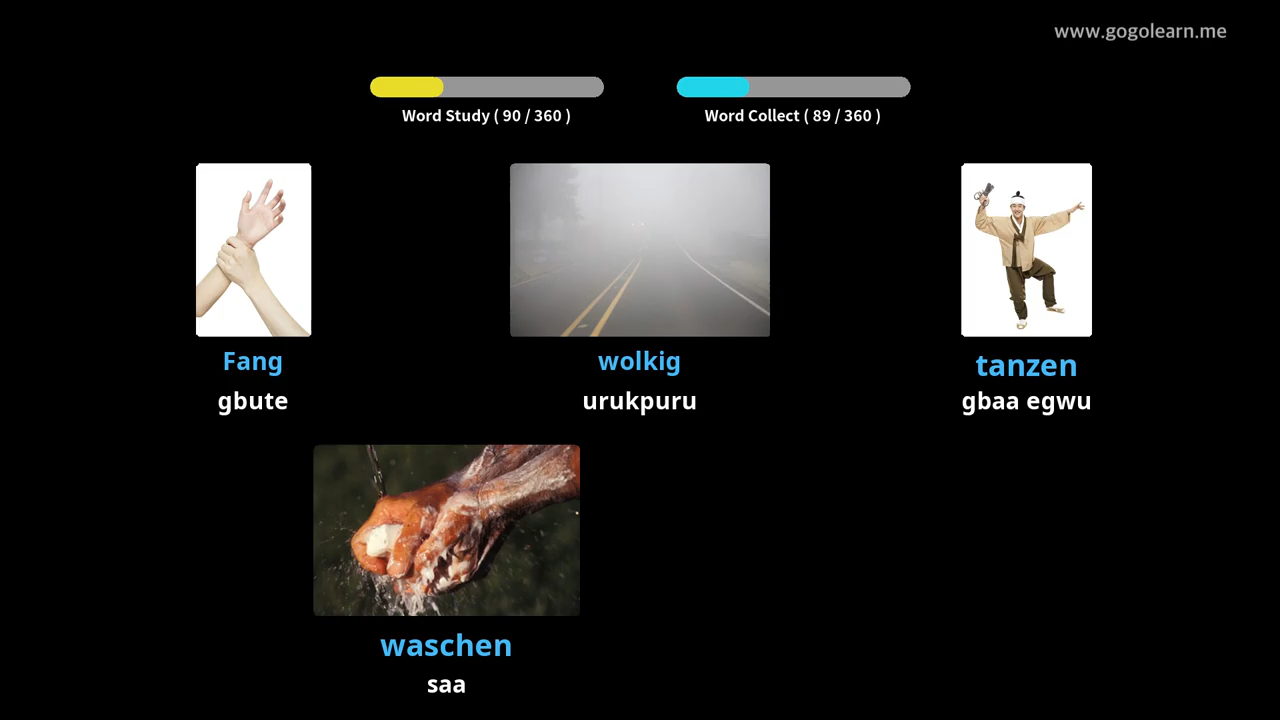 www.gogolearn.me
Word Study ( 90 / 360 )
Word Collect ( 89 / 360 )
Fang
gbute
wolkig
urukpuru
tanzen
gbaa egwu
waschen
saa